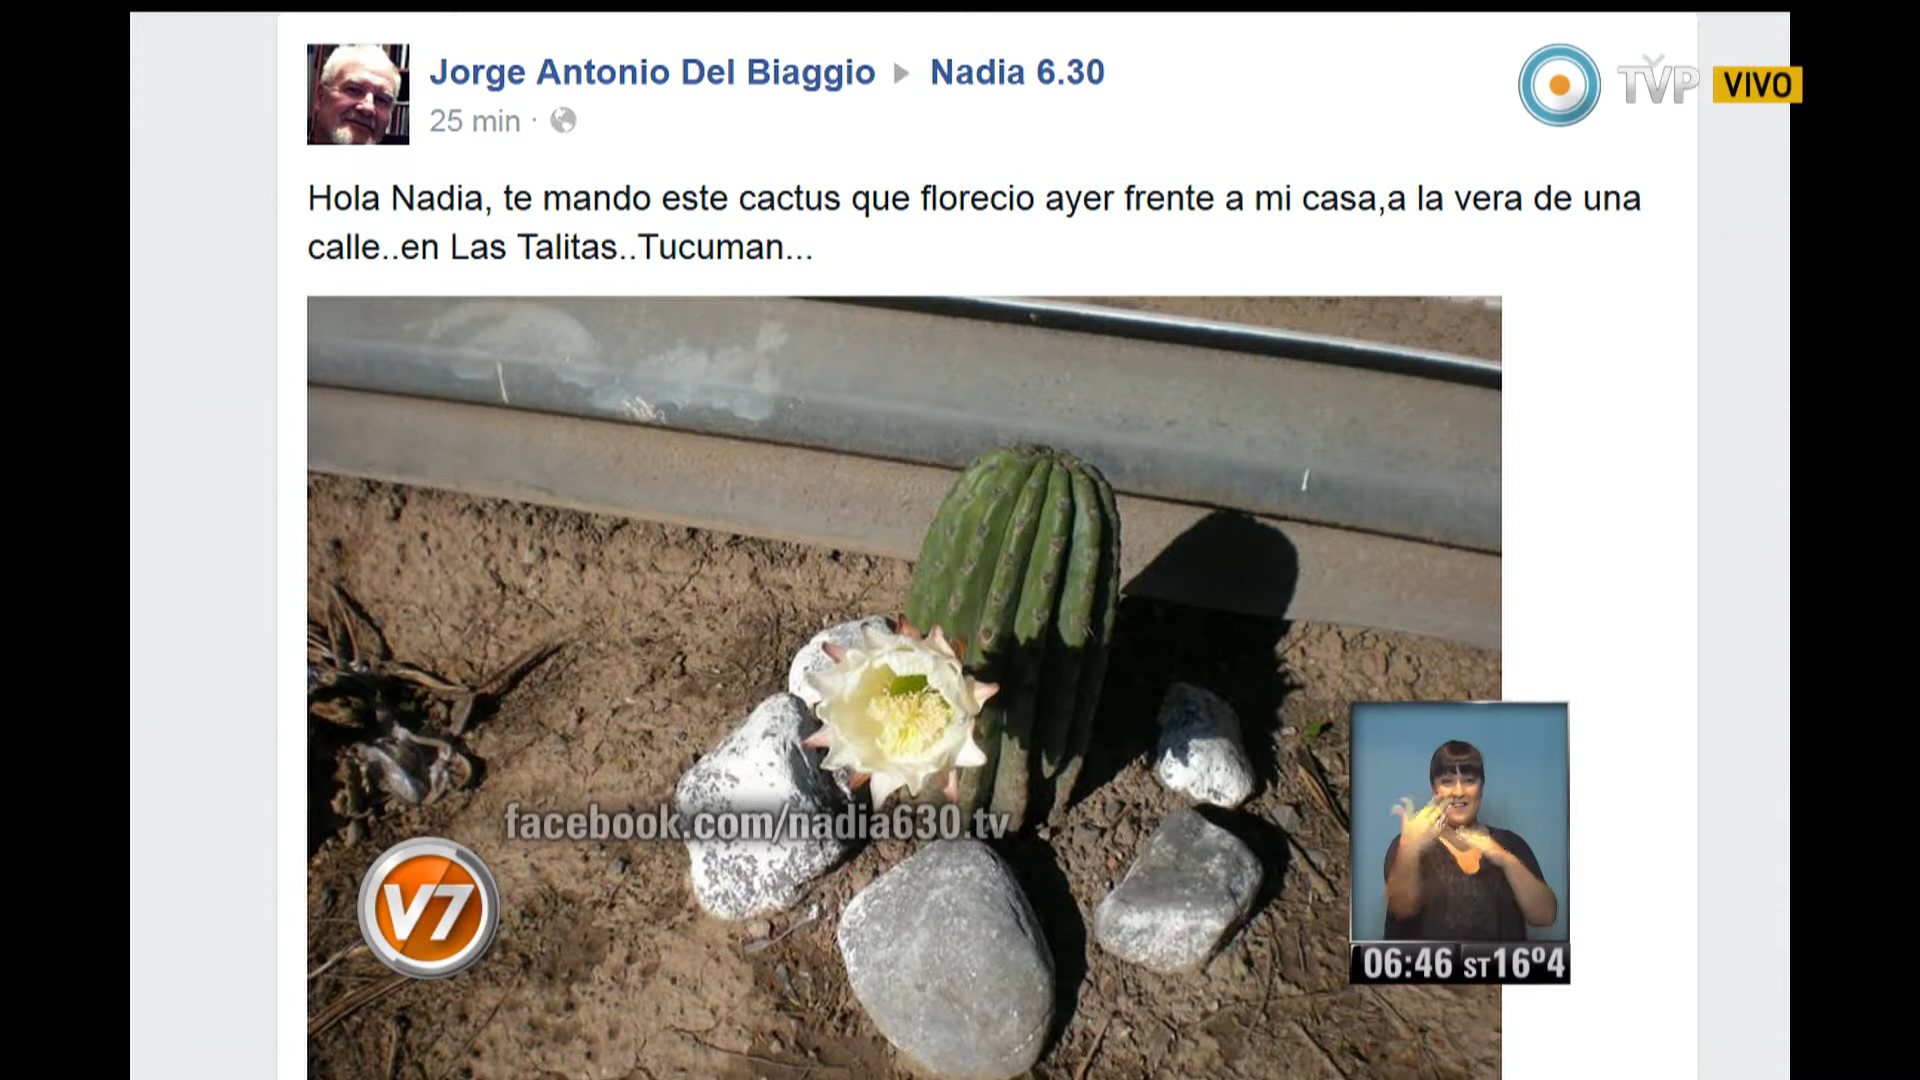 Jorge Antonio Del Biaggio ▸ Nadia 6.30
25 min ·
TVP VIVO
Hola Nadia, te mando este cactus que florecio ayer frente a mi casa,a la vera de una
calle..en Las Talitas..Tucuman...
facebook.com/nadia630.tv
V7
06:46 ST 16º4